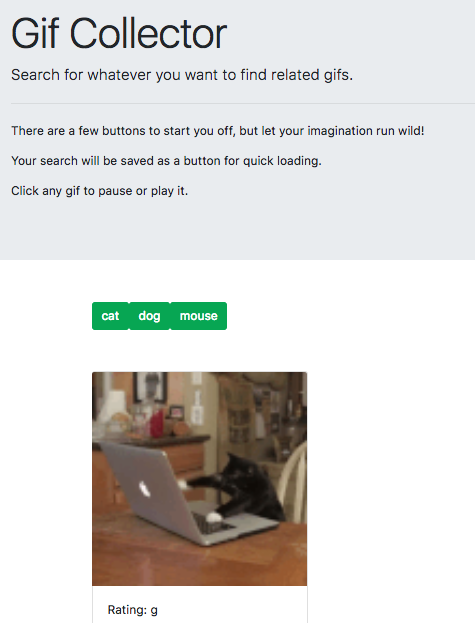 Gif Collector
Search for whatever you want to find related gifs.
There are a few buttons to start you off, but let your imagination run wild!
Your search will be saved as a button for quick loading.
Click any gif to pause or play it.
cat dog mouse
Rating: g